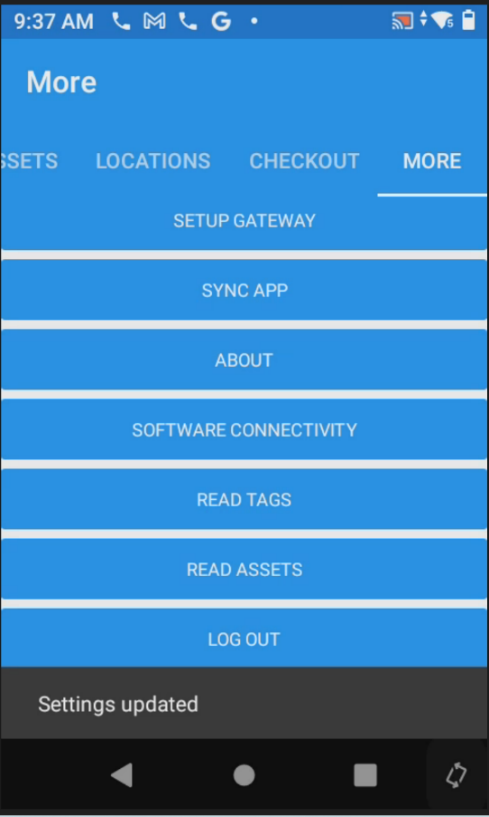 9:37 AM
More
SSETS LOCATIONS CHECKOUT MORE
SETUP GATEWAY
SYNC APP
ABOUT
SOFTWARE CONNECTIVITY
READ TAGS
READ ASSETS
LOG OUT
Settings updated